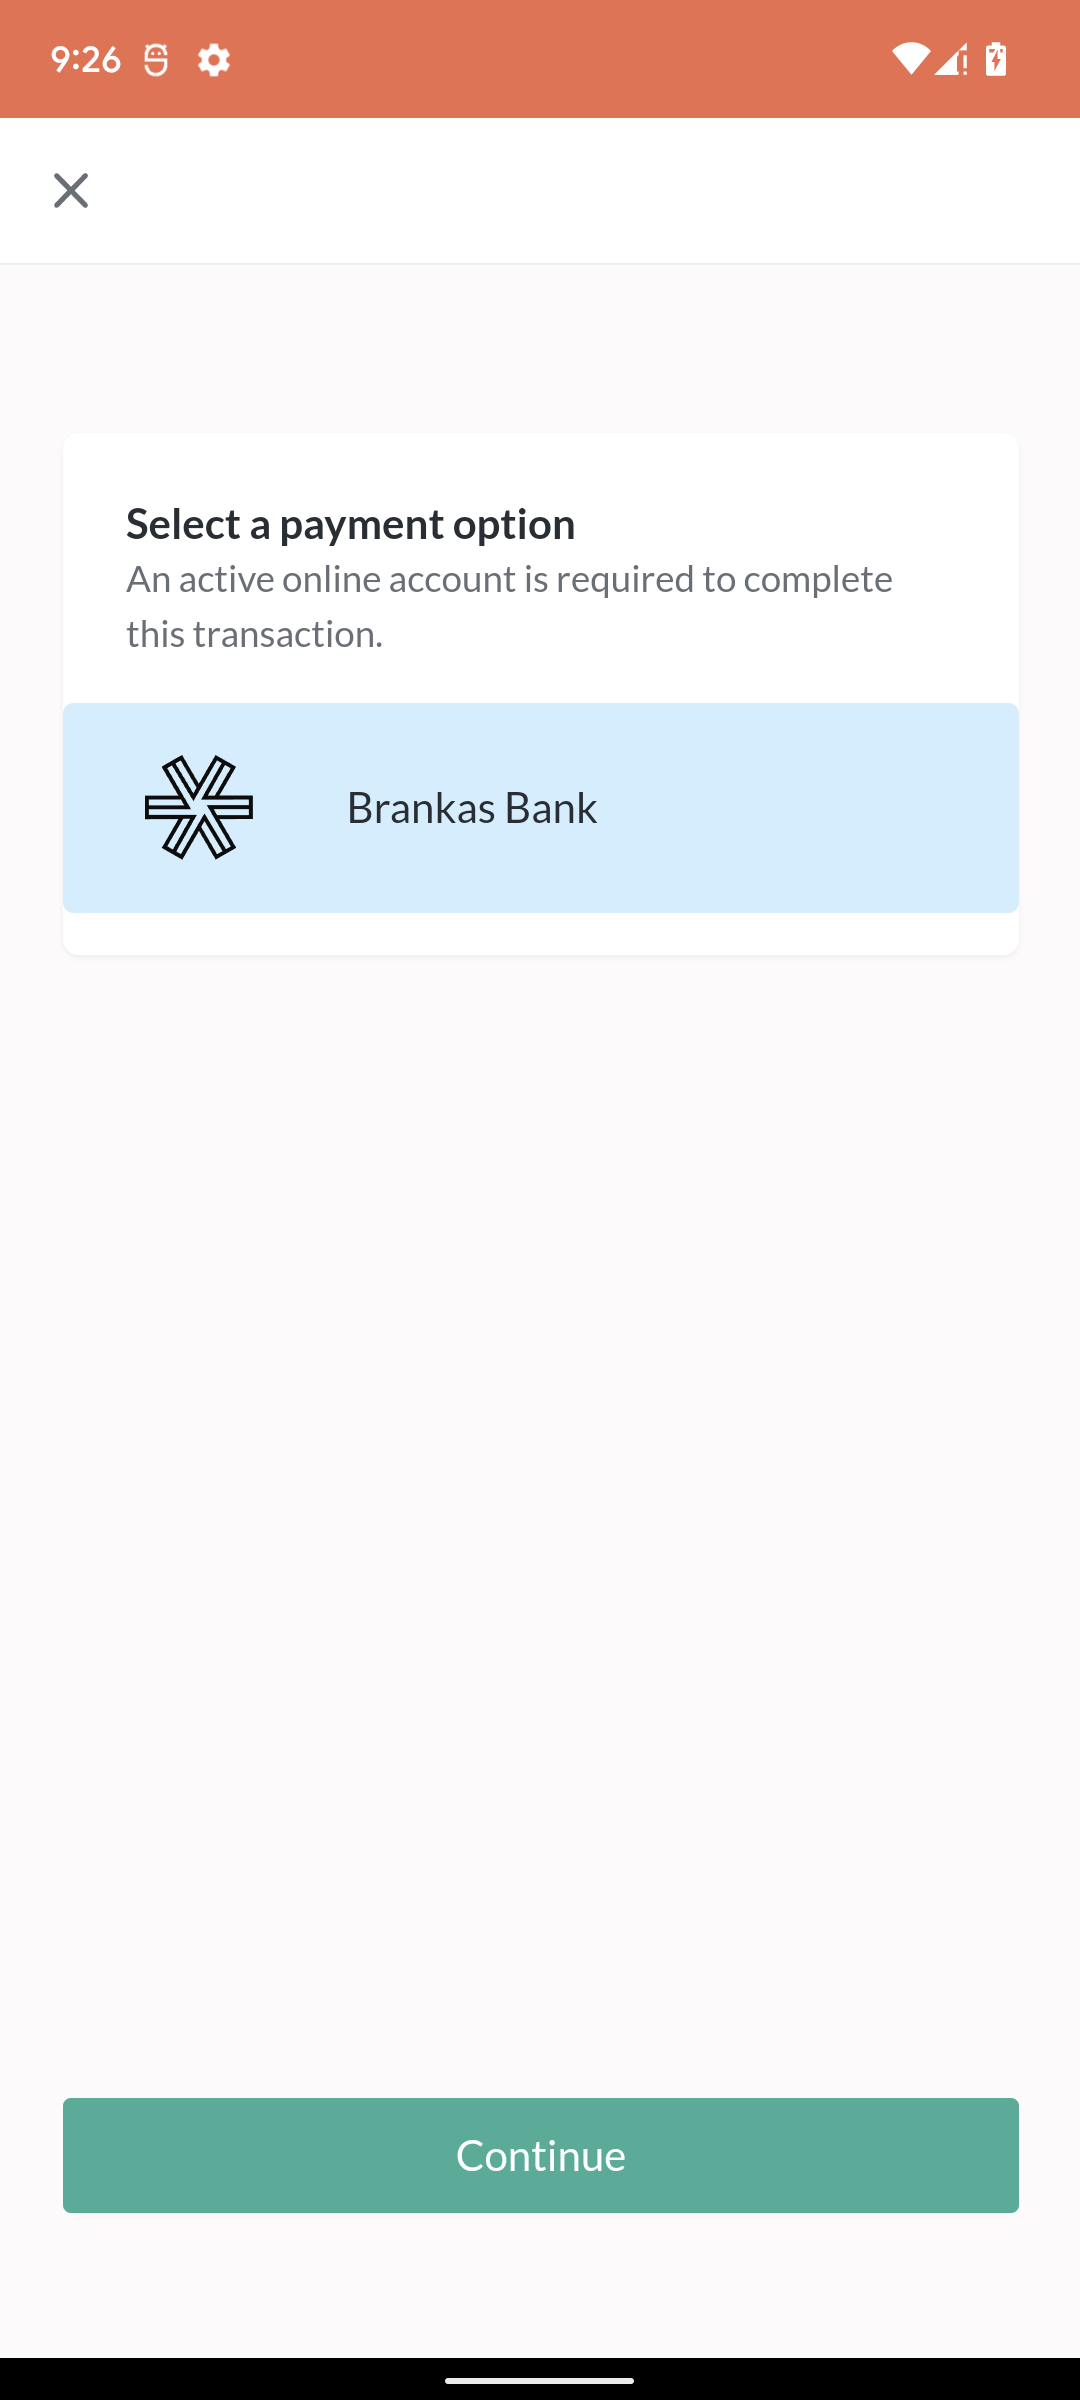 9:26
Select a payment option
An active online account is required to complete
this transaction.
Brankas Bank
Continue